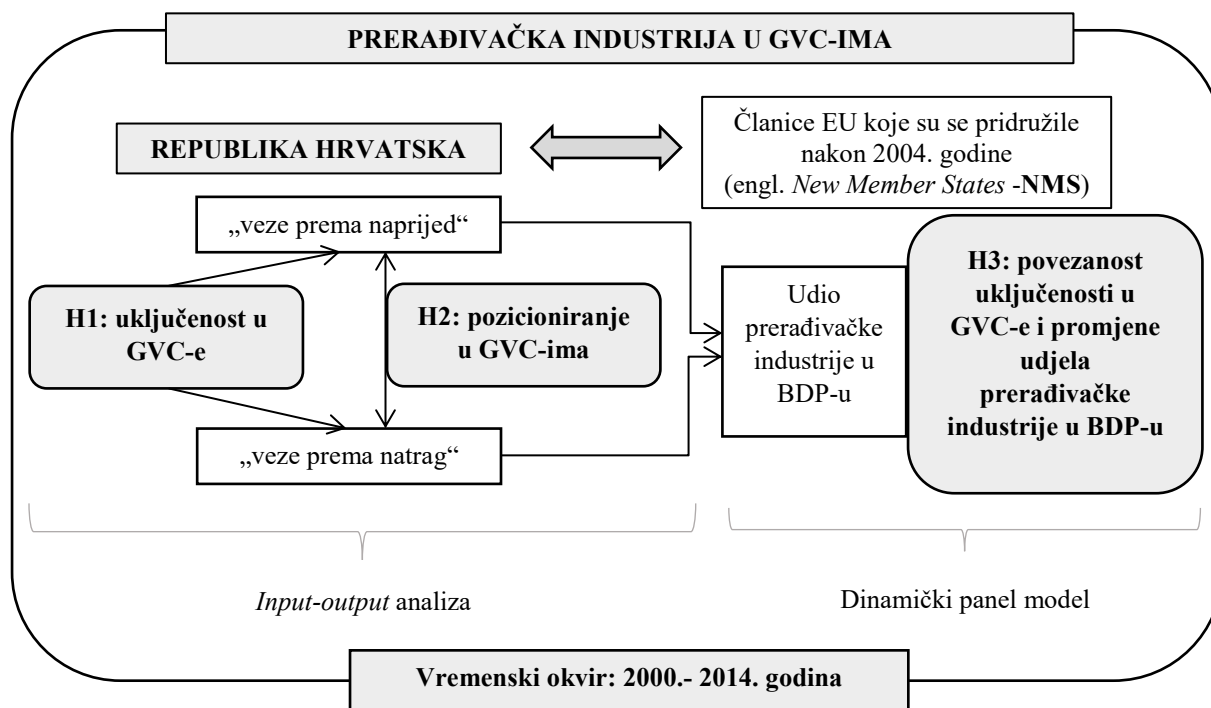 PRERAĐIVAČKA INDUSTRIJA U GVC-IMA
REPUBLIKA HRVATSKA
Članice EU koje su se pridružile
nakon 2004. godine
(engl. New Member States -NMS)
„veze prema naprijed“
H1: uključenost u
GVC-e
H2: pozicioniranje
u GVC-ima
„veze prema natrag“
Udio
prerađivačke
industrije u
BDP-u
H3: povezanost
uključenosti u
GVC-e i promjene
udjela
prerađivačke
industrije u BDP-u
Input-output analiza
Dinamički panel model
Vremenski okvir: 2000.- 2014. godina